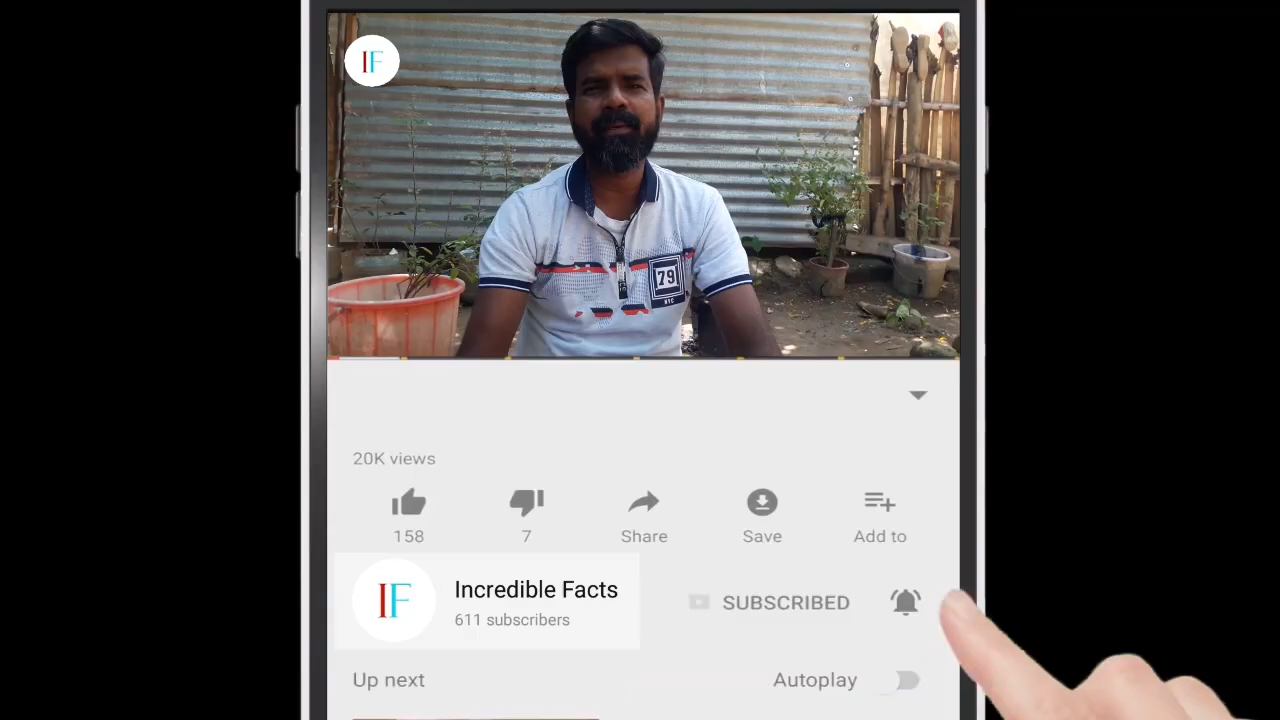 IF
79
NYC
20K views
158
7
Share
Save
Add to
IF
Incredible Facts
611 subscribers
SUBSCRIBED
Up next
Autoplay